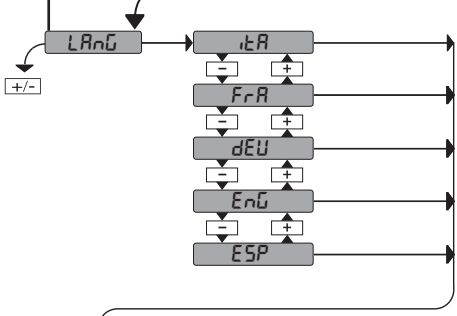 LAnG
itA
+/-
- +
FrA
- +
dEU
- +
EnG
- +
ESP